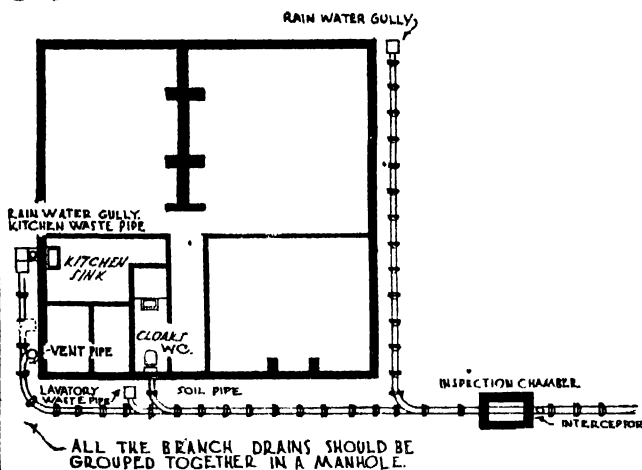 RAIN WATER GULLY
RAIN WATER GULLY.
KITCHEN WASTE PIPE
KITCHEN
SINK
CLOAKS
WC.
VENT PIPE
LAVATORY
WASTE PIPE
SOIL PIPE
INSPECTION CHAMBER
INTERCEPTOR
ALL THE BRANCH DRAINS SHOULD BE
GROUPED TOGETHER IN A MANHOLE.